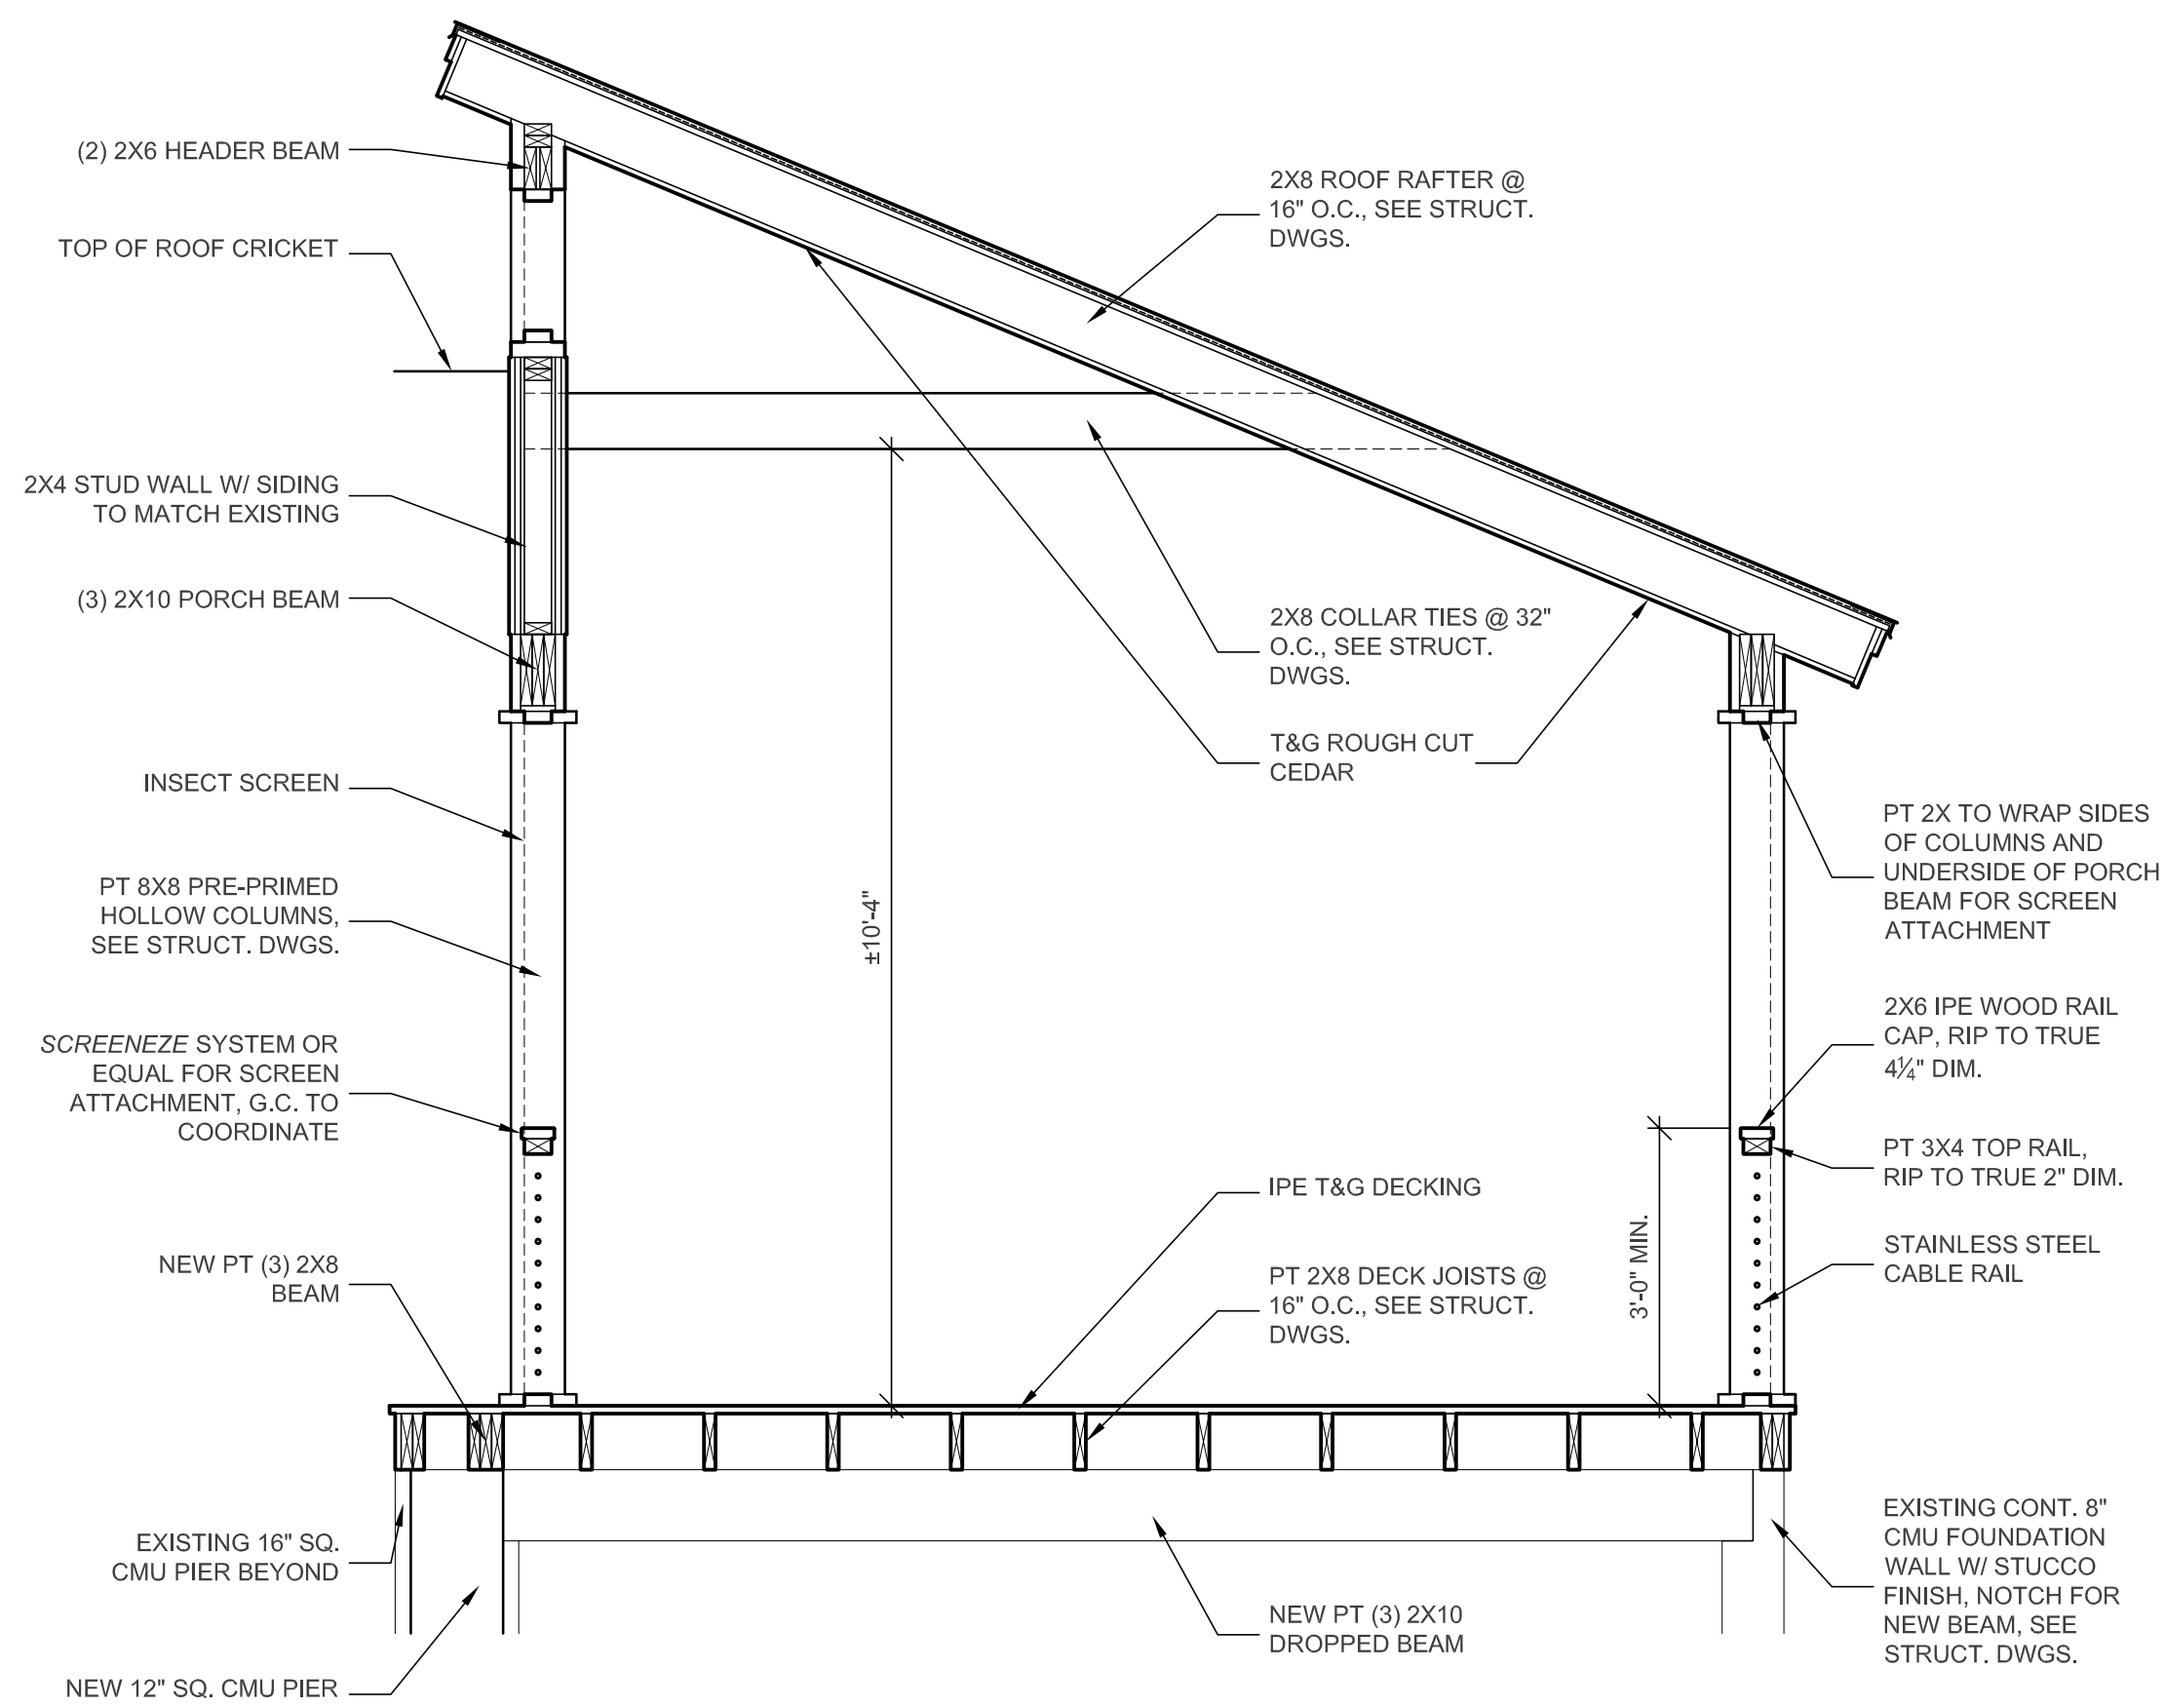 (2) 2X6 HEADER BEAM
TOP OF ROOF CRICKET
2X4 STUD WALL W/ SIDING
TO MATCH EXISTING
(3) 2X10 PORCH BEAM
INSECT SCREEN
PT 8X8 PRE-PRIMED
HOLLOW COLUMNS,
SEE STRUCT. DWGS.
SCREENEZE SYSTEM OR
EQUAL FOR SCREEN
ATTACHMENT, G.C. TO
COORDINATE
NEW PT (3) 2X8
BEAM
EXISTING 16" SQ.
CMU PIER BEYOND
NEW 12" SQ. CMU PIER
±10'-4"
2X8 ROOF RAFTER @
16" O.C., SEE STRUCT.
DWGS.
2X8 COLLAR TIES @ 32"
O.C., SEE STRUCT.
DWGS.
T&G ROUGH CUT
CEDAR
IPE T&G DECKING
PT 2X8 DECK JOISTS @
16" O.C., SEE STRUCT.
DWGS.
NEW PT (3) 2X10
DROPPED BEAM
3'-0" MIN.
PT 2X TO WRAP SIDES
OF COLUMNS AND
UNDERSIDE OF PORCH
BEAM FOR SCREEN
ATTACHMENT
2X6 IPE WOOD RAIL
CAP, RIP TO TRUE
4¼" DIM.
PT 3X4 TOP RAIL,
RIP TO TRUE 2" DIM.
STAINLESS STEEL
CABLE RAIL
EXISTING CONT. 8"
CMU FOUNDATION
WALL W/ STUCCO
FINISH, NOTCH FOR
NEW BEAM, SEE
STRUCT. DWGS.